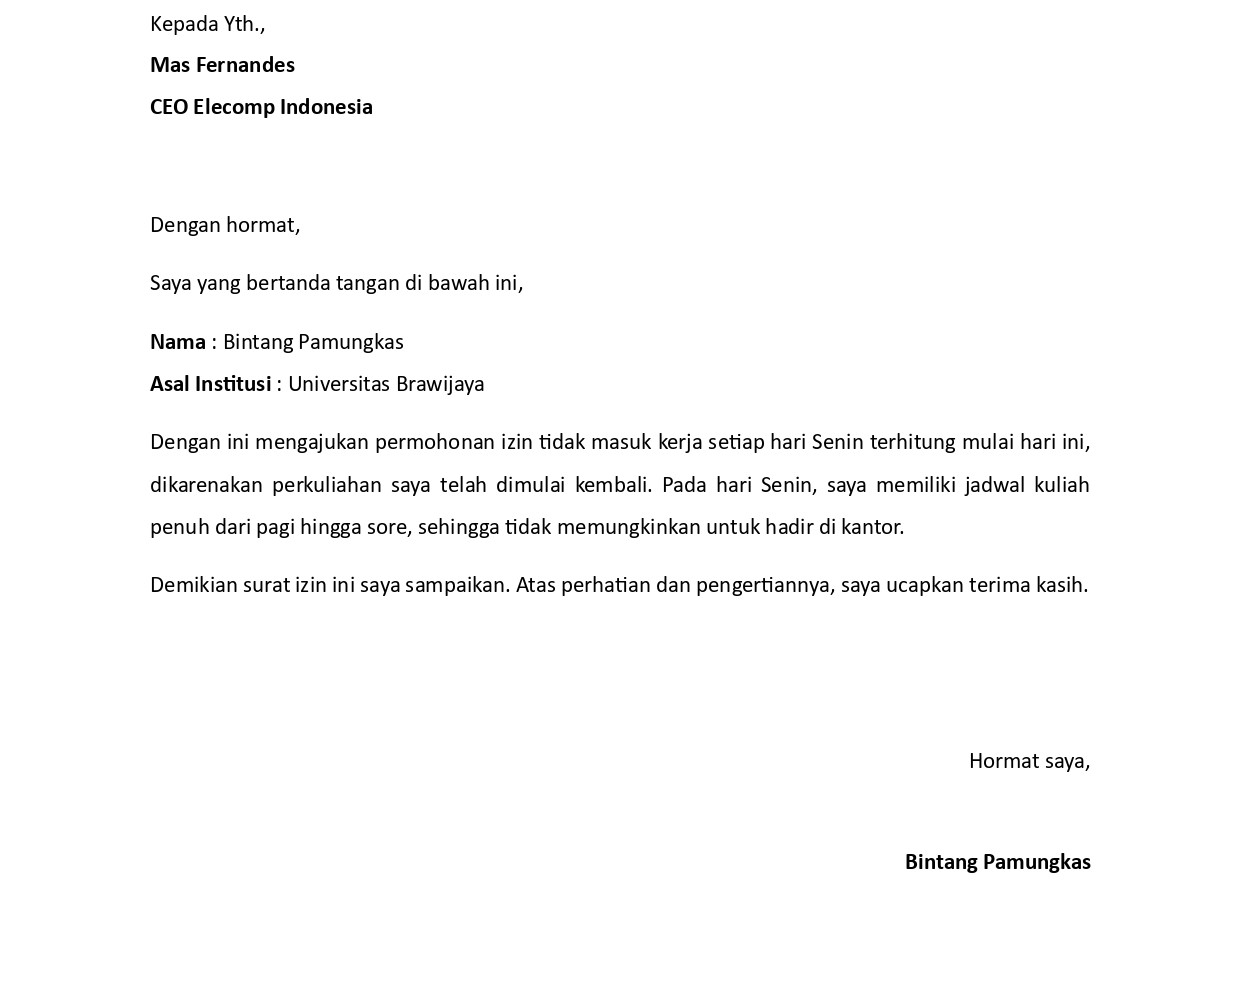 Kepada Yth.,
Mas Fernandes
CEO Elecomp Indonesia
Dengan hormat,
Saya yang bertanda tangan di bawah ini,
Nama : Bintang Pamungkas
Asal Institusi : Universitas Brawijaya
Dengan ini mengajukan permohonan izin tidak masuk kerja setiap hari Senin terhitung mulai hari ini,
dikarenakan perkuliahan saya telah dimulai kembali. Pada hari Senin, saya memiliki jadwal kuliah
penuh dari pagi hingga sore, sehingga tidak memungkinkan untuk hadir di kantor.
Demikian surat izin ini saya sampaikan. Atas perhatian dan pengertiannya, saya ucapkan terima kasih.
Hormat saya,
Bintang Pamungkas